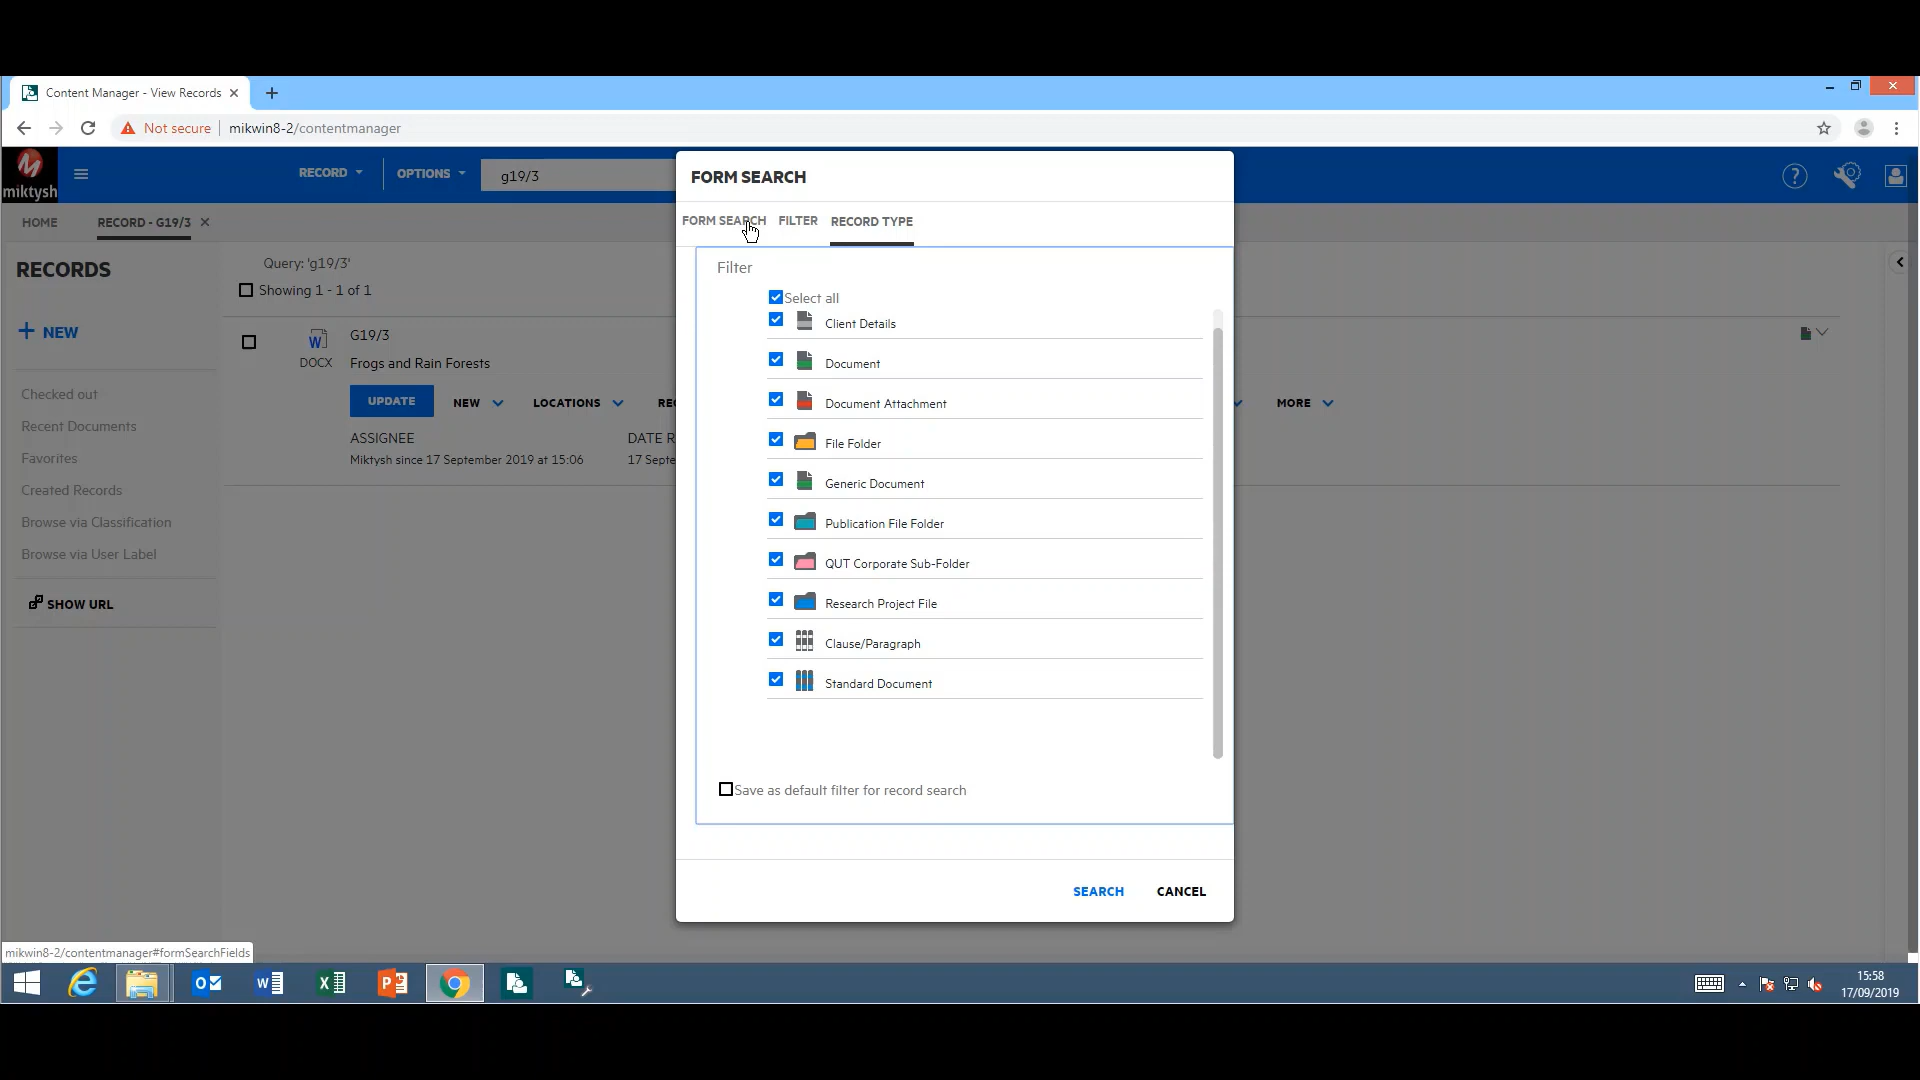 Content Manager - View Records
Not secure
mikwin8-2/contentmanager
miktysh
RECORD
OPTIONS
g19/3
HOME
RECORD - G19/3
RECORDS
NEW
Checked out
Recent Documents
Favorites
Created Records
Browse via Classification
Browse via User Label
SHOW URL
Query: 'g19/3'
Showing 1 - 1 of 1
DOCX
G19/3
Frogs and Rain Forests
UPDATE
NEW
LOCATIONS
REC
MORE
ASSIGNEE
DATE R
Miktysh since 17 September 2019 at 15:06
17 Septe
FORM SEARCH
FORM SEARCH
FILTER
RECORD TYPE
Filter
Select all
Client Details
Document
Document Attachment
File Folder
Generic Document
Publication File Folder
QUT Corporate Sub-Folder
Research Project File
Clause/Paragraph
Standard Document
Save as default filter for record search
SEARCH
CANCEL
mikwin8-2/contentmanager#formSearchFields
15:58
17/09/2019